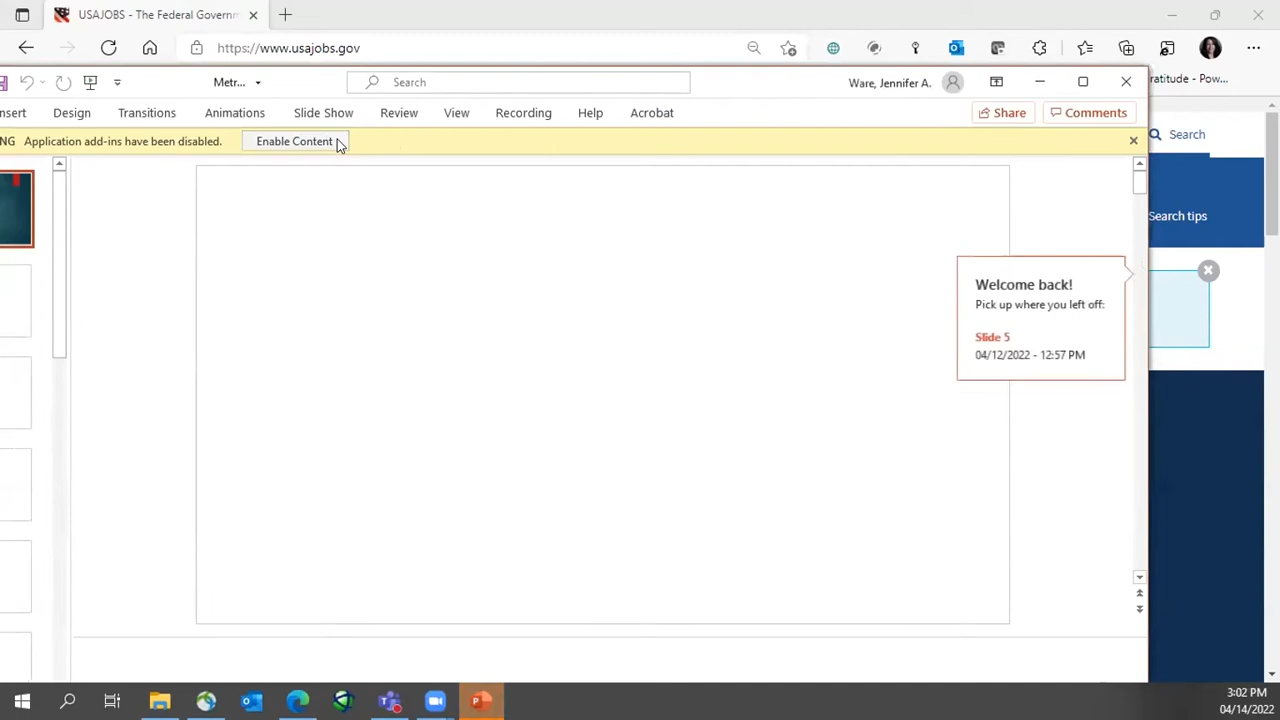 USAJOBS - The Federal Governm
https://www.usajobs.gov
Metr...
Search
Ware, Jennifer A.
ratitude - Pow...
nsert
Design
Transitions
Animations
Slide Show
Review
View
Recording
Help
Acrobat
Share
Comments
Search
NG Application add-ins have been disabled.
Enable Content
Search tips
Welcome back!
Pick up where you left off:
Slide 5
04/12/2022 - 12:57 PM
3:02 PM
04/14/2022